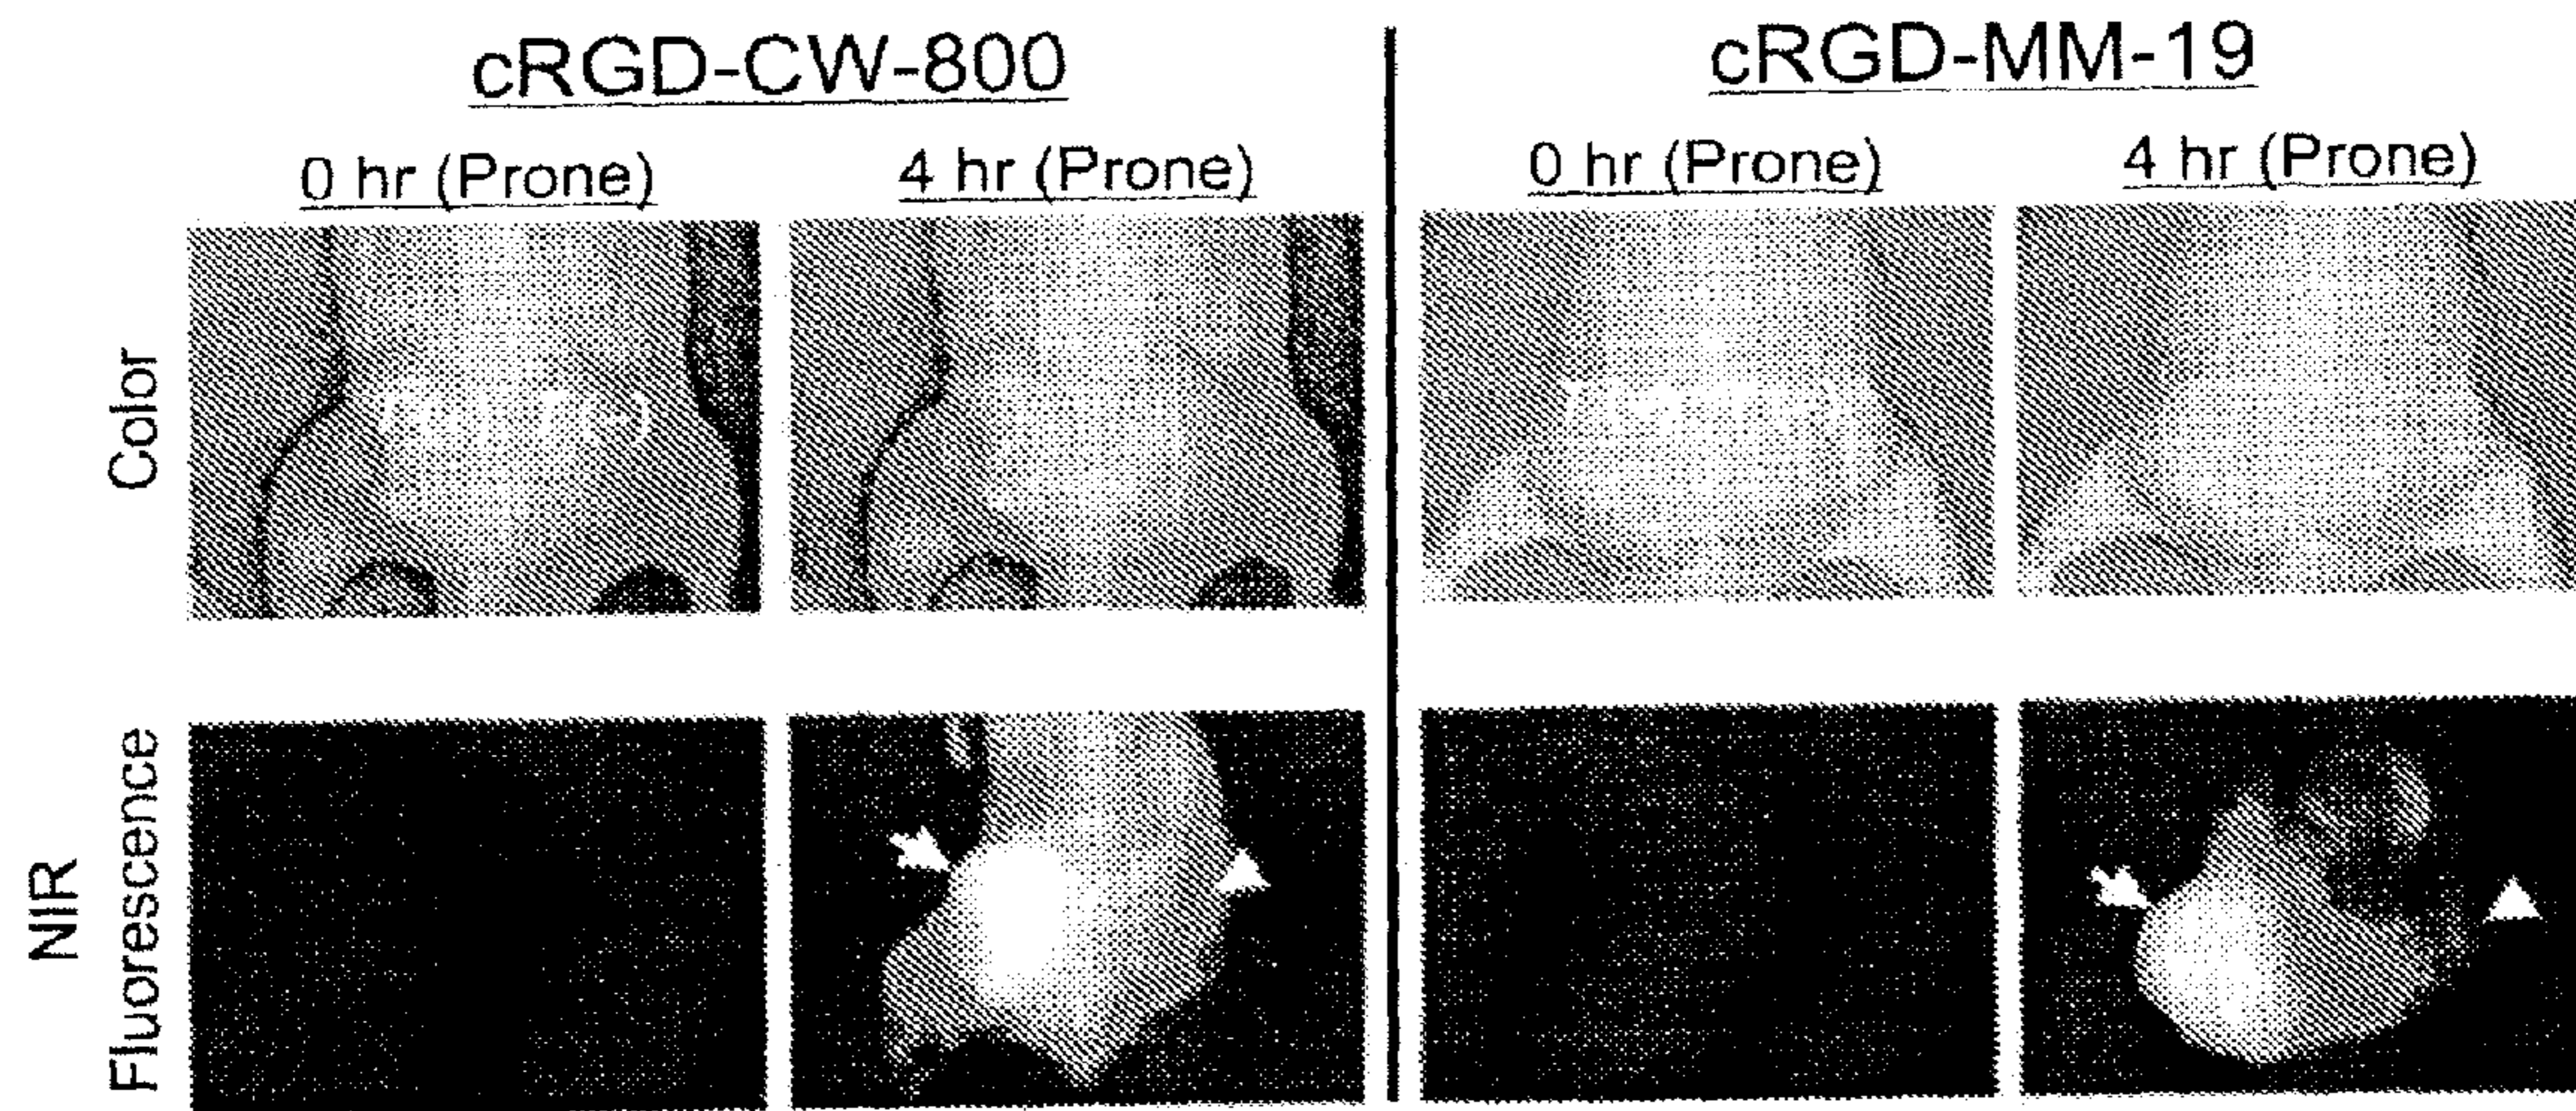 cRGD-CW-800
cRGD-MM-19
0 hr (Prone)
4 hr (Prone)
0 hr (Prone)
4 hr (Prone)
Color
NIR
Fluorescence